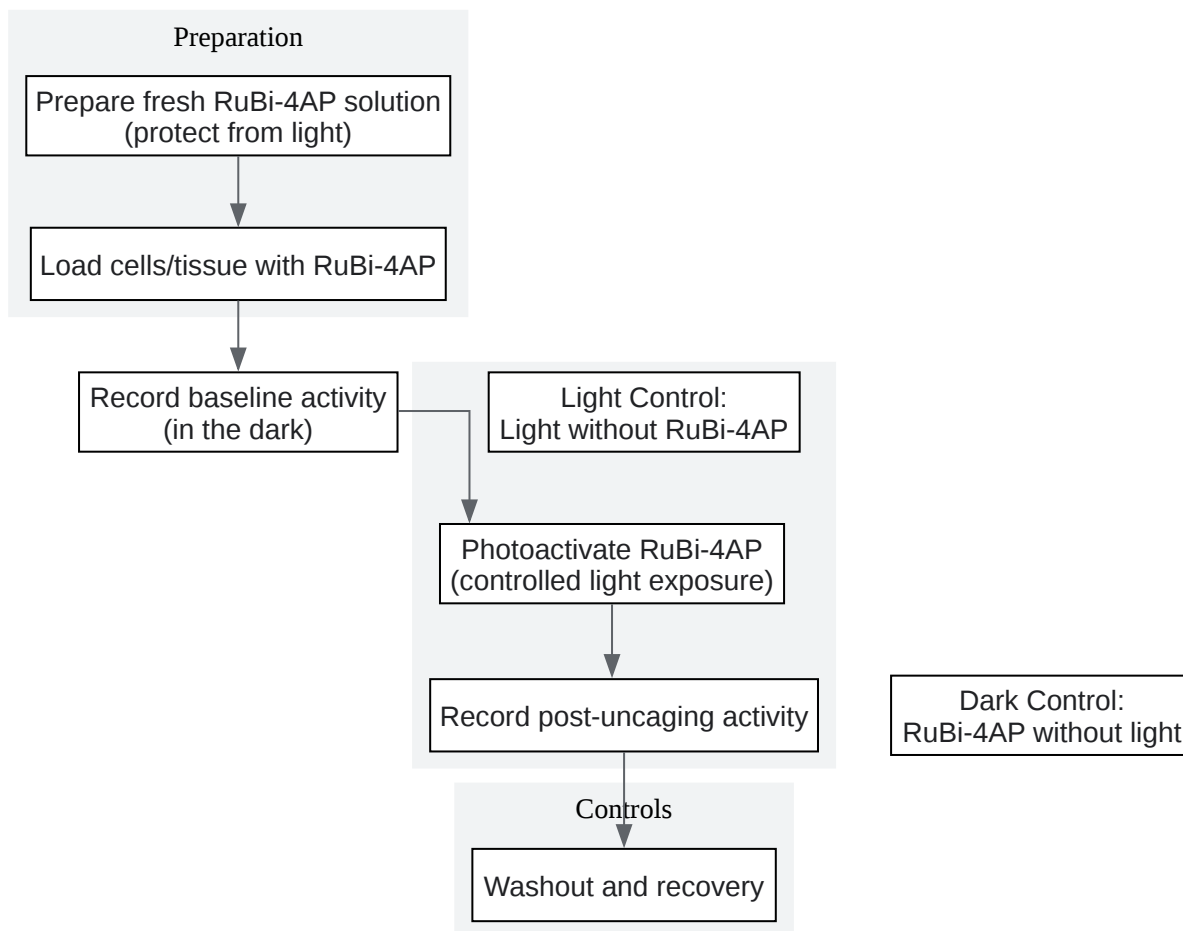 Preparation
Prepare fresh RuBi-4AP solution
(protect from light)
Load cells/tissue with RuBi-4AP
Record baseline activity
(in the dark)
Light Control:
Light without RuBi-4AP
Photoactivate RuBi-4AP
(controlled light exposure)
Record post-uncaging activity
Dark Control:
RuBi-4AP without light
Controls
Washout and recovery